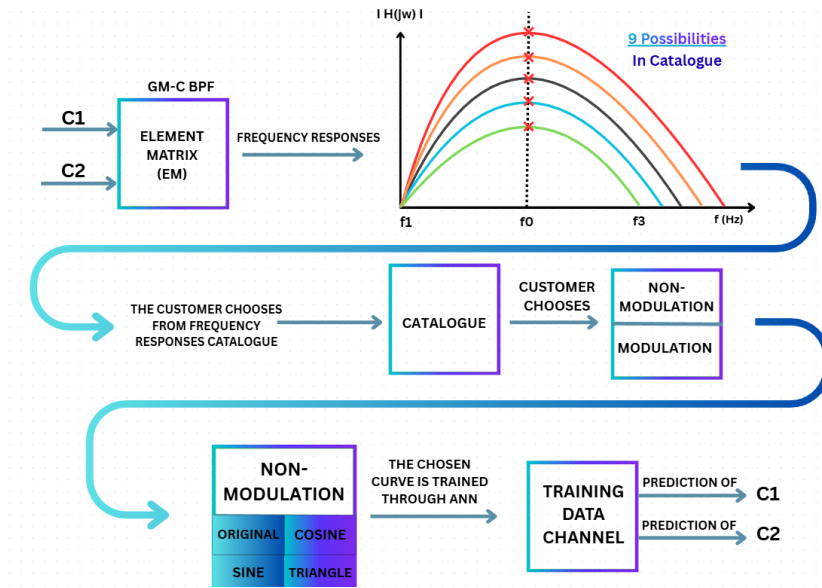 I H(Jw) I
9 Possibilities
In Catalogue
GM-C BPF
C1
C2
ELEMENT
MATRIX
(EM)
FREQUENCY RESPONSES
f1
f0
f3
f (Hz)
THE CUSTOMER CHOOSES
FROM FREQUENCY
RESPONSES CATALOGUE
CATALOGUE
CUSTOMER
CHOOSES
NON-
MODULATION
MODULATION
NON-
MODULATION
ORIGINAL
COSINE
SINE
TRIANGLE
THE CHOSEN
CURVE IS TRAINED
THROUGH ANN
TRAINING
DATA
CHANNEL
PREDICTION OF
C1
PREDICTION OF
C2